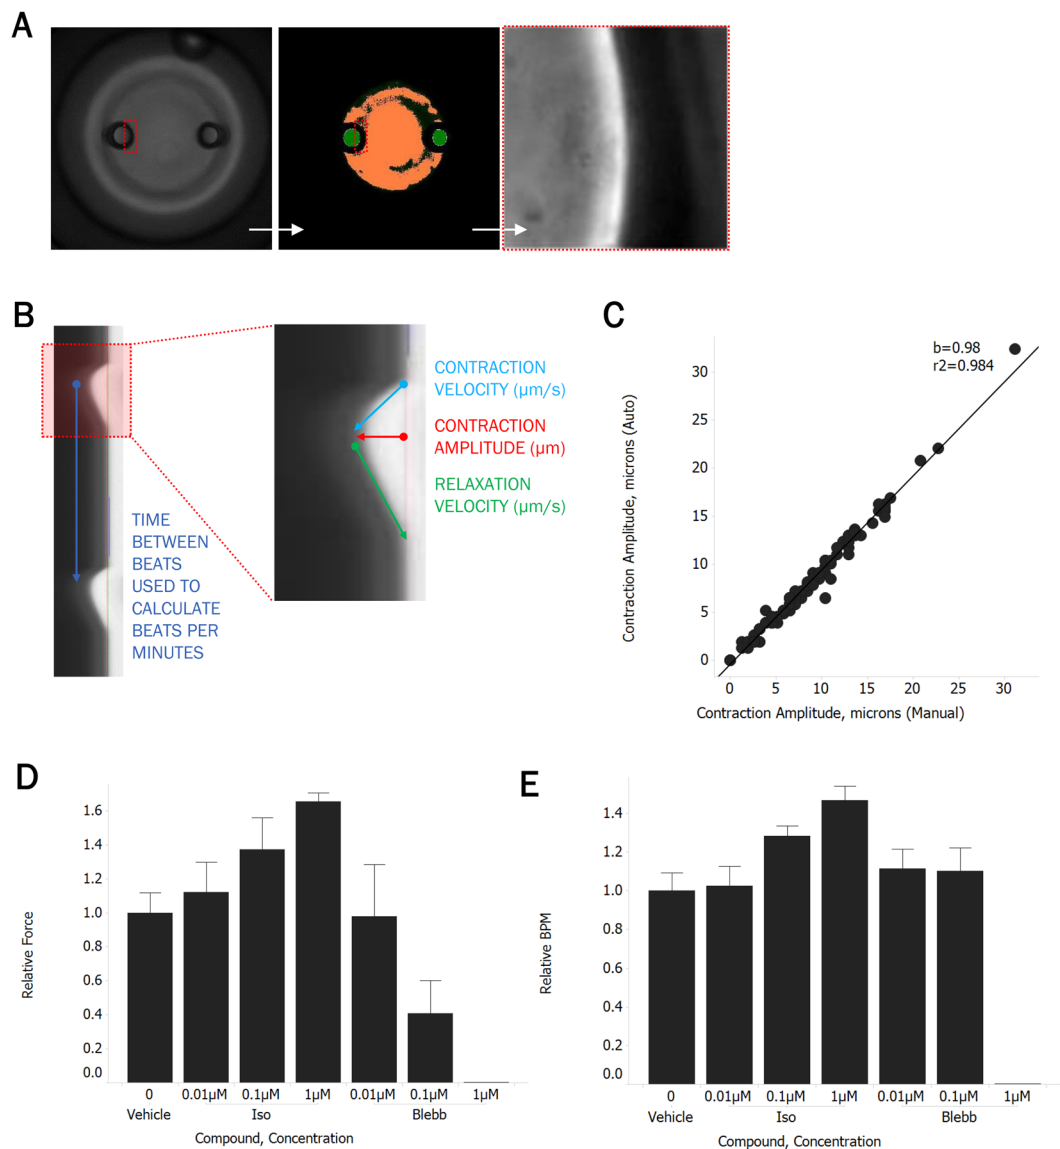 A
B
CONTRACTION
VELOCITY (µm/s)
CONTRACTION
AMPLITUDE (µm)
RELAXATION
VELOCITY (µm/s)
TIME
BETWEEN
BEATS
USED TO
CALCULATE
BEATS PER
MINUTES
C
b=0.98
r2=0.984
Contraction Amplitude, microns (Auto)
30
25
20
15
10
5
0
0 5 10 15 20 25 30
Contraction Amplitude, microns (Manual)
D
Relative Force
1.6
1.4
1.2
1.0
0.8
0.6
0.4
0.2
0.0
0 0.01µM 0.1µM 1µM 0.01µM 0.1µM 1µM
Vehicle Iso Blebb
Compound, Concentration
E
Relative BPM
1.4
1.2
1.0
0.8
0.6
0.4
0.2
0.0
0 0.01µM 0.1µM 1µM 0.01µM 0.1µM 1µM
Vehicle Iso Blebb
Compound, Concentration